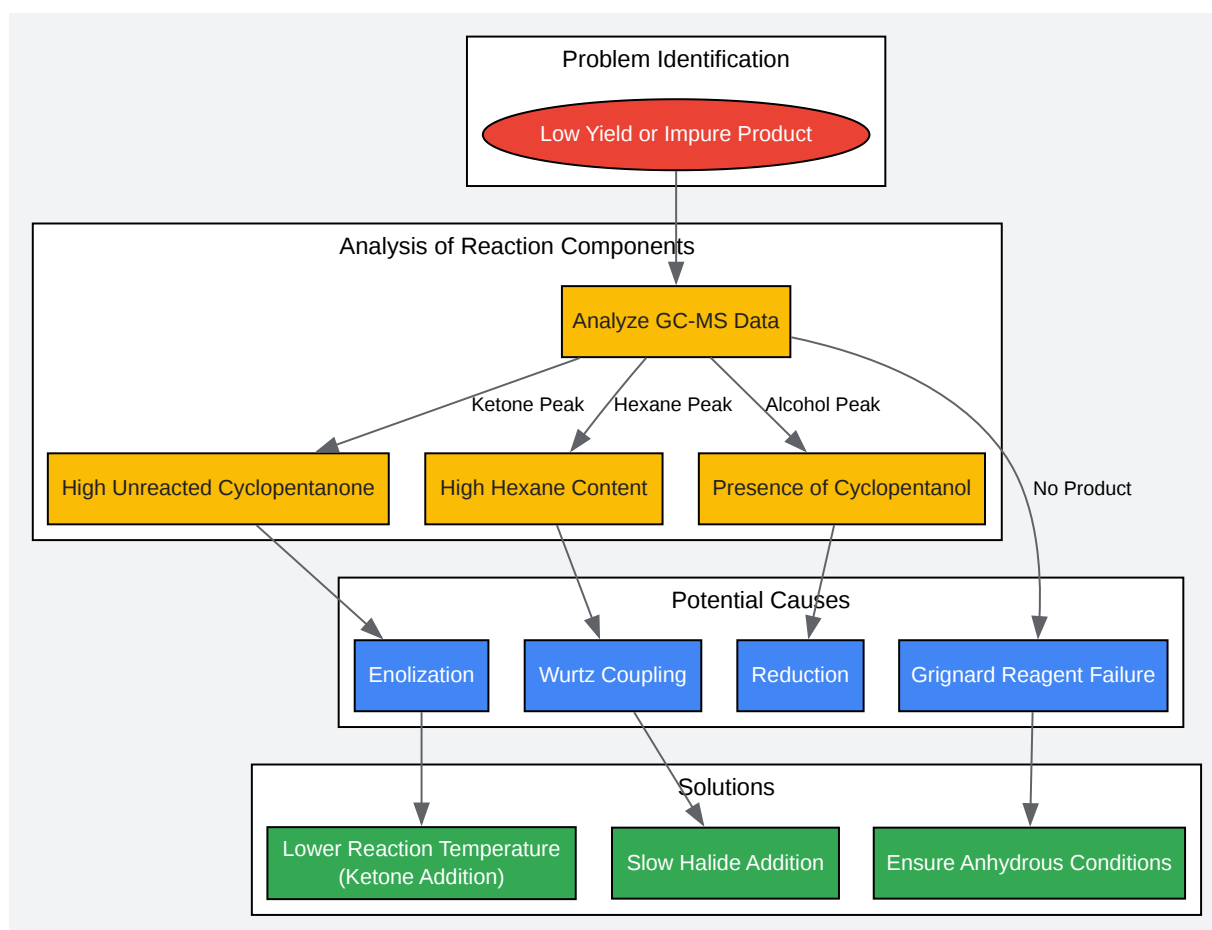 Problem Identification
Low Yield or Impure Product
Analysis of Reaction Components
Analyze GC-MS Data
Ketone Peak
Hexane Peak
Alcohol Peak
High Unreacted Cyclopentanone
High Hexane Content
Presence of Cyclopentanol
No Product
Potential Causes
Enolization
Wurtz Coupling
Reduction
Grignard Reagent Failure
Solutions
Lower Reaction Temperature
(Ketone Addition)
Slow Halide Addition
Ensure Anhydrous Conditions